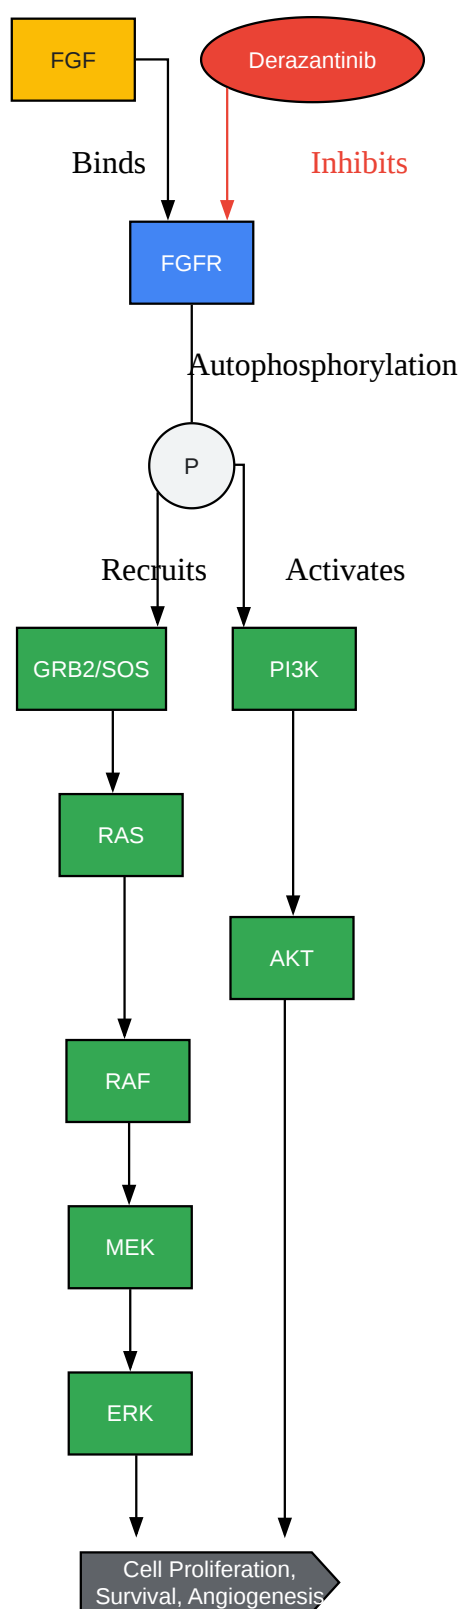 FGF
Derazantinib
Binds
Inhibits
FGFR
Autophosphorylation
P
Recruits
Activates
GRB2/SOS
PI3K
RAS
AKT
RAF
MEK
ERK
Cell Proliferation,
Survival, Angiogenesis